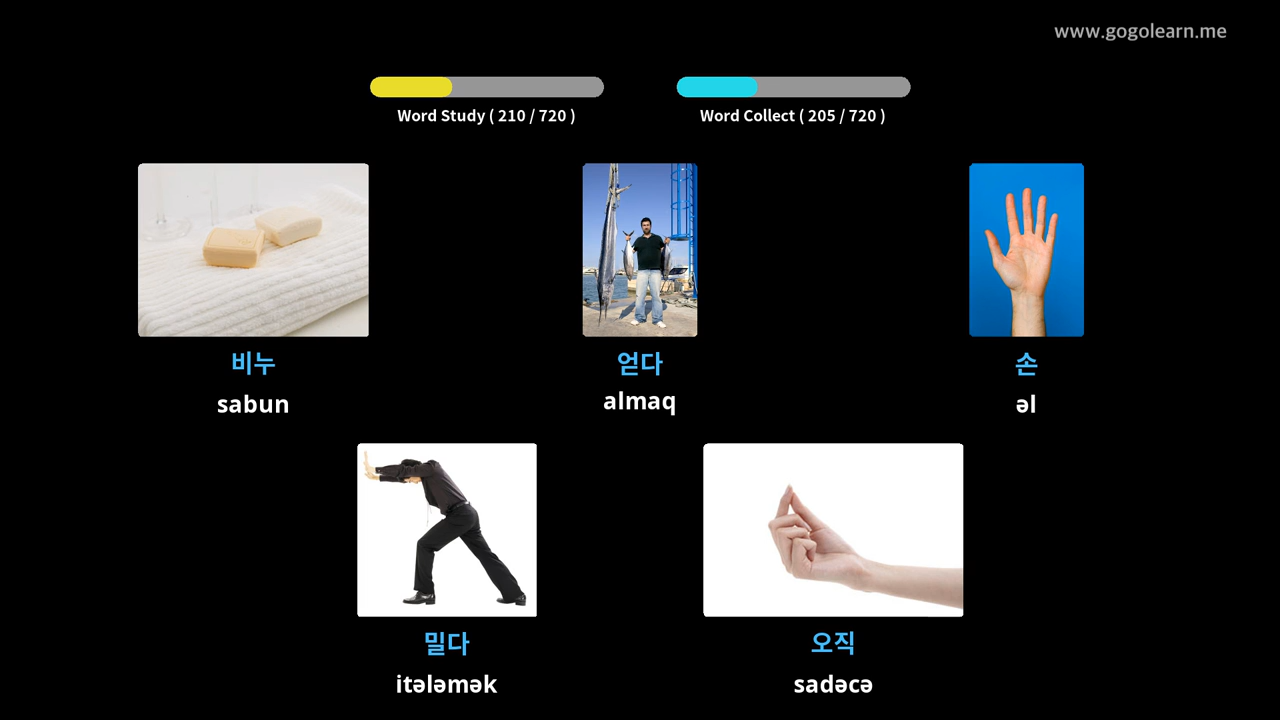 www.gogolearn.me
Word Study ( 210 / 720 )
Word Collect ( 205 / 720 )
비누
얻다
손
sabun
almaq
əl
밀다
오직
itələmək
sadəcə